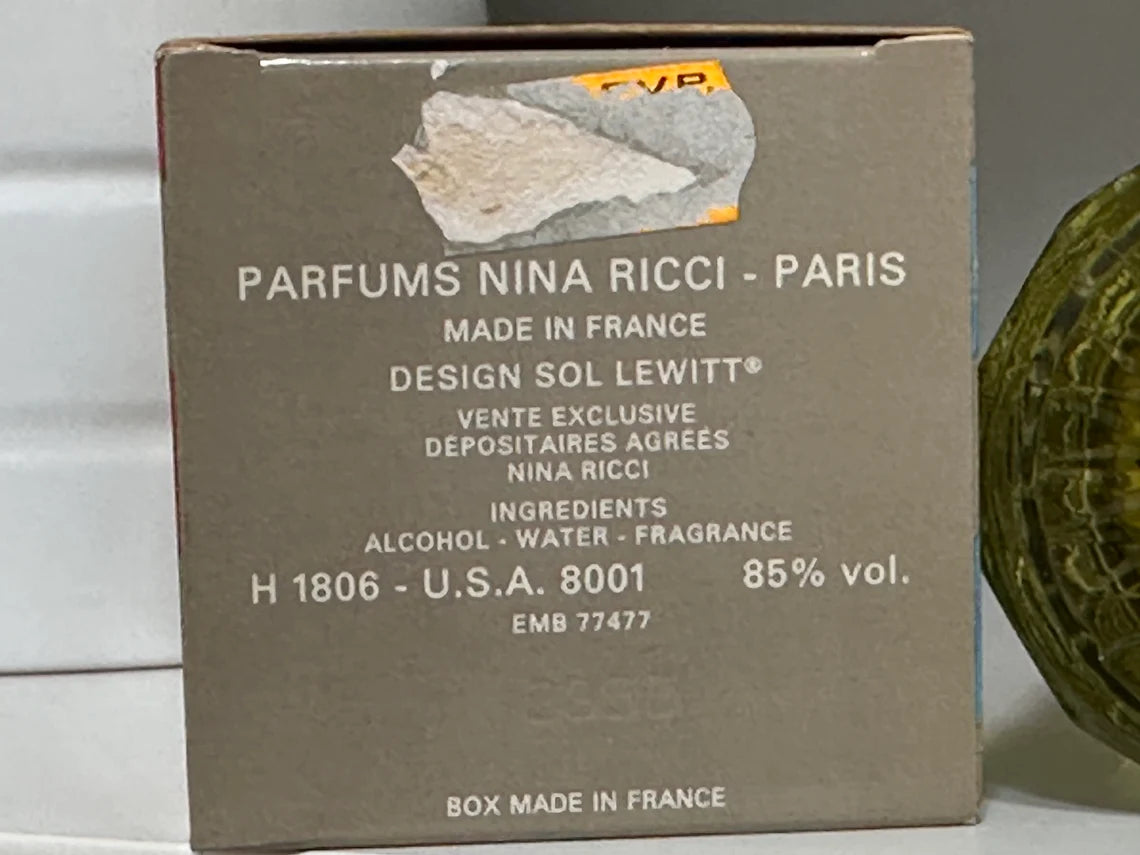 PARFUMS NINA RICCI - PARIS
MADE IN FRANCE
DESIGN SOL LEWITT®
VENTE EXCLUSIVE
DÉPOSITAIRES AGRÉÉS
NINA RICCI
INGREDIENTS
ALCOHOL - WATER - FRAGRANCE
H 1806 - U.S.A. 8001 85% vol.
EMB 77477
BOX MADE IN FRANCE